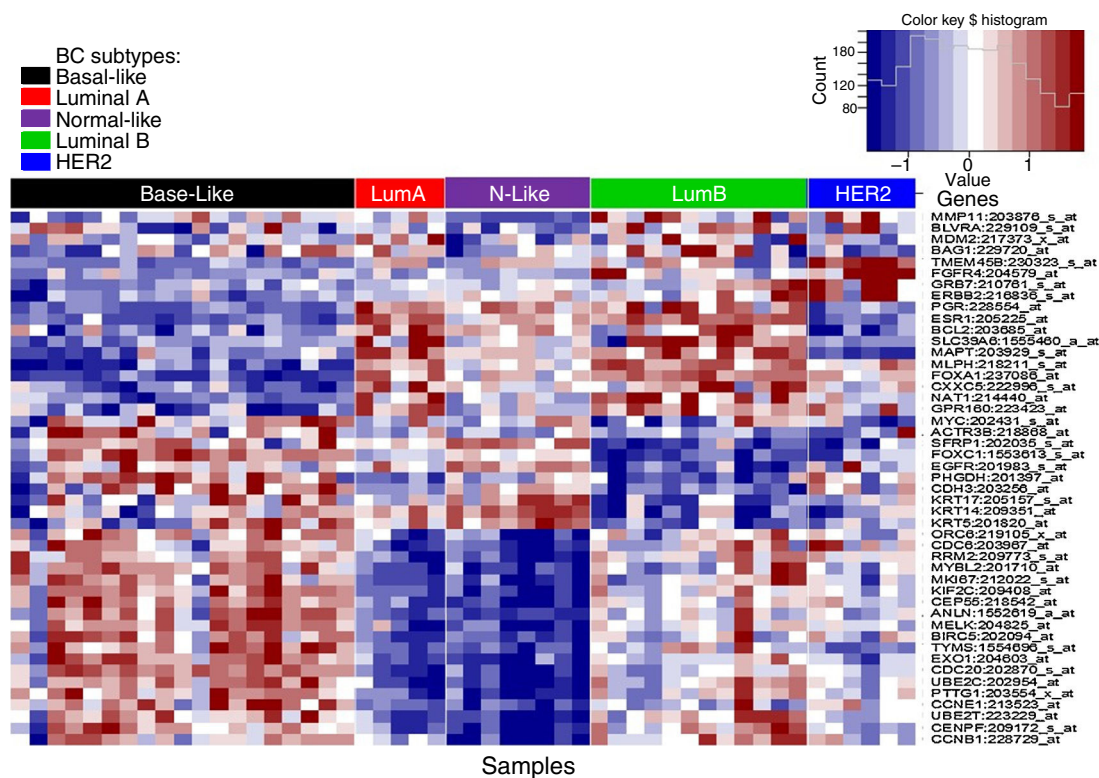 Color key $ histogram
Count
180
120
80
−1
0
1
Value
BC subtypes:
Basal-like
Luminal A
Normal-like
Luminal B
HER2
Base-Like
LumA
N-Like
LumB
HER2
Genes
MMP11:203876_s_at
BLVRA:229109_s_at
MDM2:217373_x_at
BAG1:229720_at
TMEM45B:230323_s_at
FGFR4:204579_at
GRB7:210761_s_at
ERBB2:216836_s_at
PGR:228554_at
ESR1:205225_at
BCL2:203685_at
SLC39A6:1555460_a_at
MAPT:203929_s_at
MLPH:218211_s_at
FOXA1:237086_at
CXXC5:222996_s_at
NAT1:214440_at
GPR160:223423_at
MYC:202431_s_at
ACTR3B:218868_at
SFRP1:202035_s_at
FOXC1:1553613_s_at
EGFR:201983_s_at
PHGDH:201397_at
CDH3:203256_at
KRT17:205157_s_at
KRT14:209351_at
KRT5:201820_at
ORC6:219105_x_at
CDC6:203967_at
RRM2:209773_s_at
MYBL2:201710_at
MKI67:212022_s_at
KIF2C:209408_at
CEP55:218542_at
ANLN:1552619_a_at
MELK:204825_at
BIRC5:202094_at
TYMS:1554696_s_at
EXO1:204603_at
CDC20:202870_s_at
UBE2C:202954_at
PTTG1:203554_x_at
CCNE1:213523_at
UBE2T:223229_at
CENPF:209172_s_at
CCNB1:228729_at
Samples